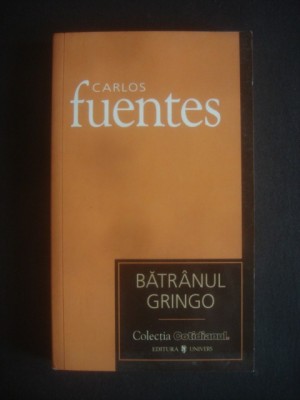 CARLOS
fuentes
BĂTRÂNUL
GRINGO
Colecția Cotidianul.
EDITURA UNIVERS